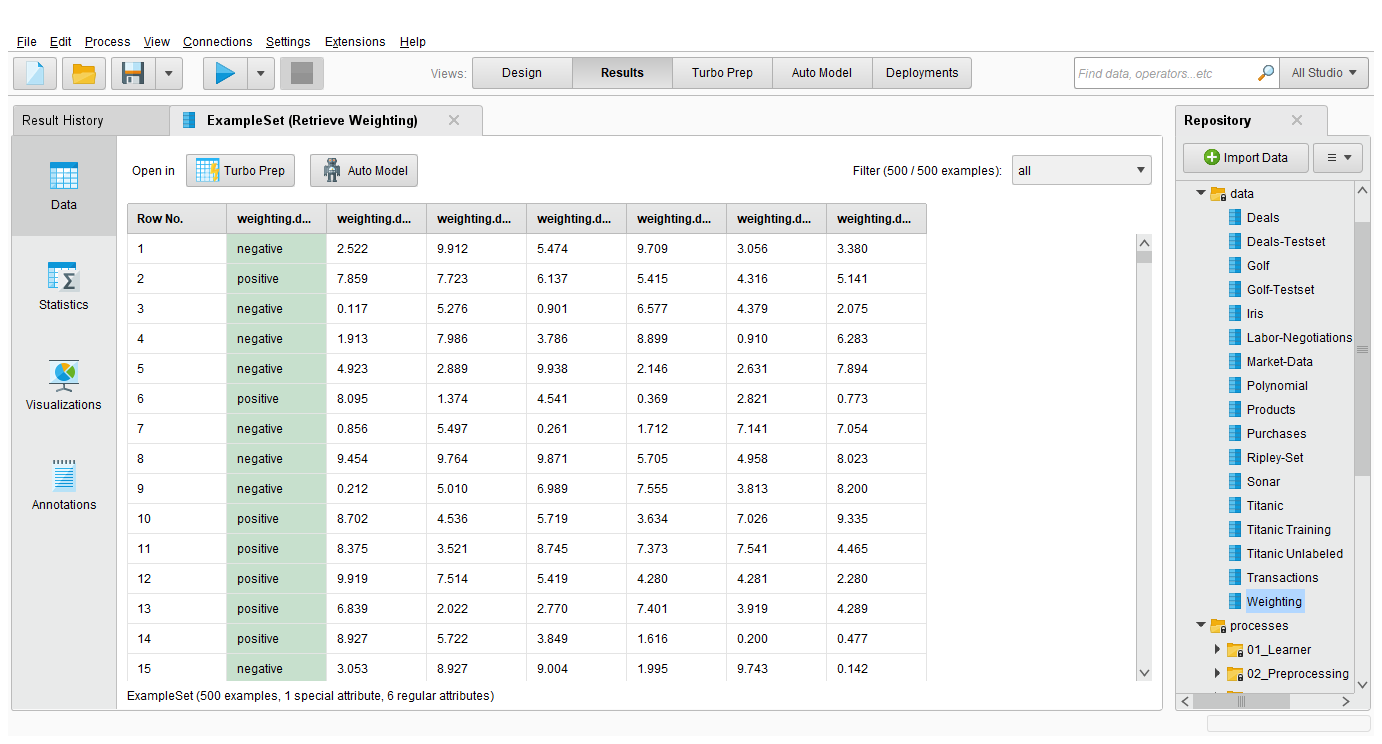 File Edit Process View Connections Settings Extensions Help
Views: Design Results Turbo Prep Auto Model Deployments Find data, operators...etc All Studio
Result History ExampleSet (Retrieve Weighting)
Data
Statistics
Visualizations
Annotations
Open in Turbo Prep Auto Model Filter (500 / 500 examples): all
Row No. weighting.d... weighting.d... weighting.d... weighting.d... weighting.d... weighting.d... weighting.d...
1 negative 2.522 9.912 5.474 9.709 3.056 3.380
2 positive 7.859 7.723 6.137 5.415 4.316 5.141
3 negative 0.117 5.276 0.901 6.577 4.379 2.075
4 negative 1.913 7.986 3.786 8.899 0.910 6.283
5 negative 4.923 2.889 9.938 2.146 2.631 7.894
6 positive 8.095 1.374 4.541 0.369 2.821 0.773
7 negative 0.856 5.497 0.261 1.712 7.141 7.054
8 negative 9.454 9.764 9.871 5.705 4.958 8.023
9 negative 0.212 5.010 6.989 7.555 3.813 8.200
10 positive 8.702 4.536 5.719 3.634 7.026 9.335
11 positive 8.375 3.521 8.745 7.373 7.541 4.465
12 positive 9.919 7.514 5.419 4.280 4.281 2.280
13 positive 6.839 2.022 2.770 7.401 3.919 4.289
14 positive 8.927 5.722 3.849 1.616 0.200 0.477
15 negative 3.053 8.927 9.004 1.995 9.743 0.142
ExampleSet (500 examples, 1 special attribute, 6 regular attributes)
Repository
Import Data
data
Deals
Deals-Testset
Golf
Golf-Testset
Iris
Labor-Negotiations
Market-Data
Polynomial
Products
Purchases
Ripley-Set
Sonar
Titanic
Titanic Training
Titanic Unlabeled
Transactions
Weighting
processes
01_Learner
02_Preprocessing